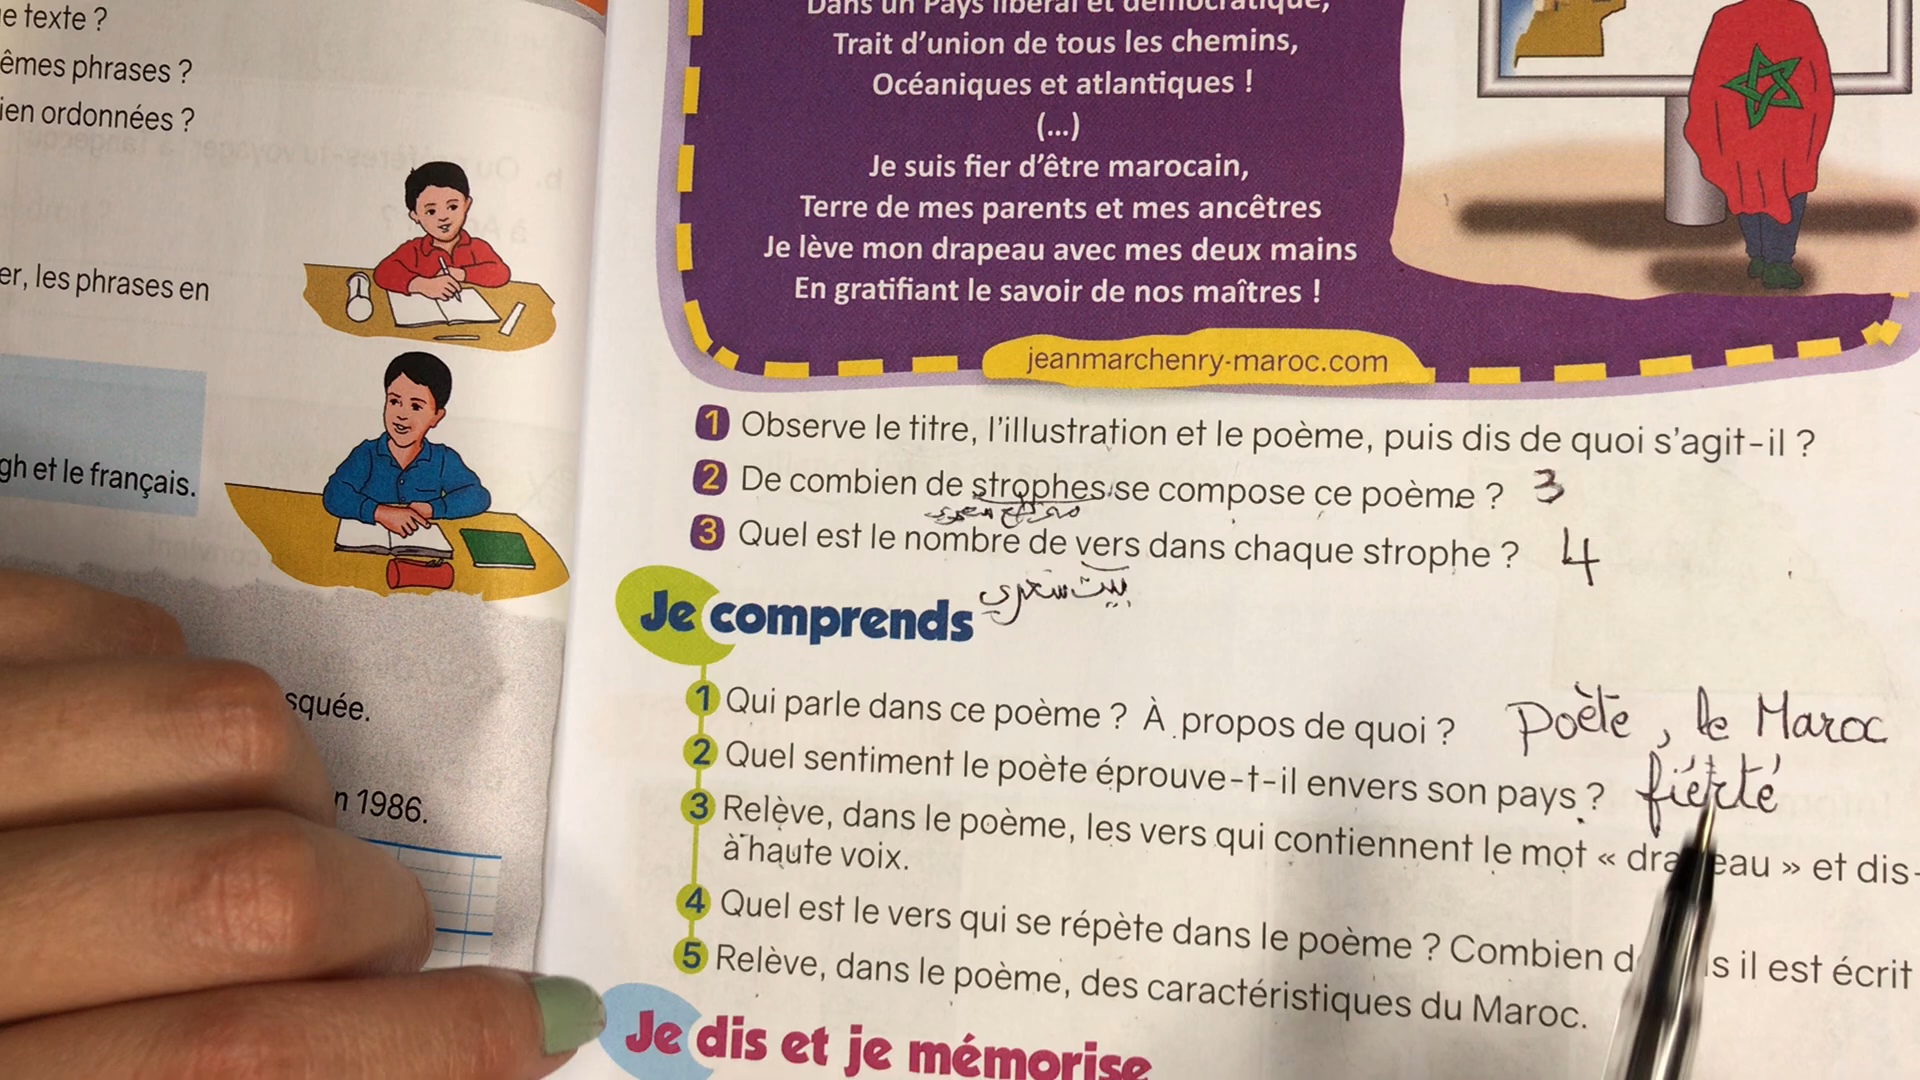 e texte ?
êmes phrases ?
ien ordonnées ?
er, les phrases en
gh et le français.
squée.
n 1986.
Dans un Pays libéral et démocratique,
Trait d'union de tous les chemins,
Océaniques et atlantiques !
(...)
Je suis fier d'être marocain,
Terre de mes parents et mes ancêtres
Je lève mon drapeau avec mes deux mains
En gratifiant le savoir de nos maîtres !
jeanmarchenry-maroc.com
1 Observe le titre, l'illustration et le poème, puis dis de quoi s'agit-il ?
2 De combien de strophes se compose ce poème ? 3
3 Quel est le nombre de vers dans chaque strophe ? 4
بيت شعري
Je comprends
1 Qui parle dans ce poème ? À propos de quoi ? Poète, le Maroc
2 Quel sentiment le poète éprouve-t-il envers son pays ? fiérté
3 Relève, dans le poème, les vers qui contiennent le mot « dra eau » et dis-
à haute voix.
4 Quel est le vers qui se répète dans le poème ? Combien d s il est écrit
5 Relève, dans le poème, des caractéristiques du Maroc.
Je dis et je mémorise